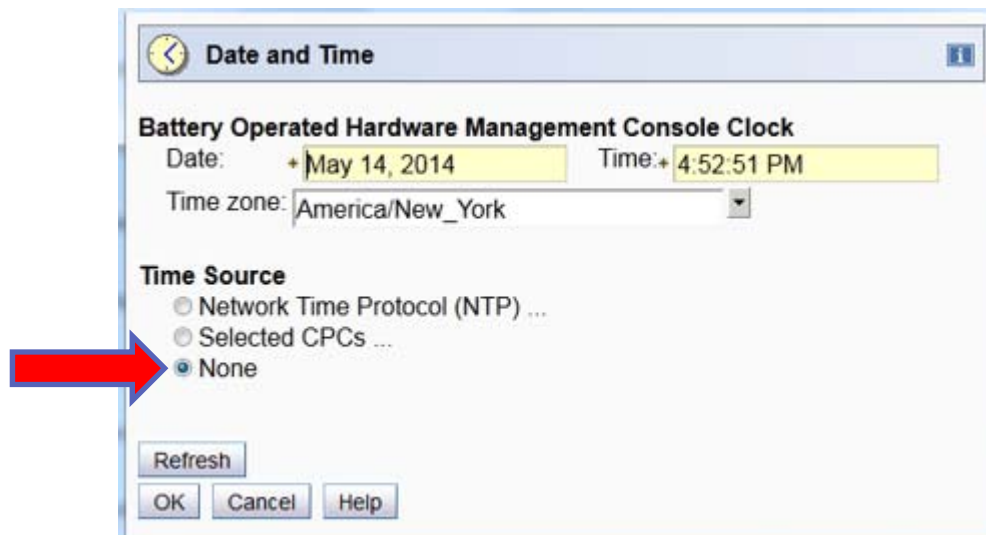 Date and Time
i
Battery Operated Hardware Management Console Clock
Date: + May 14, 2014 Time:+ 4:52:51 PM
Time zone: America/New_York
Time Source
Network Time Protocol (NTP) ...
Selected CPCs ...
None
Refresh
OK Cancel Help